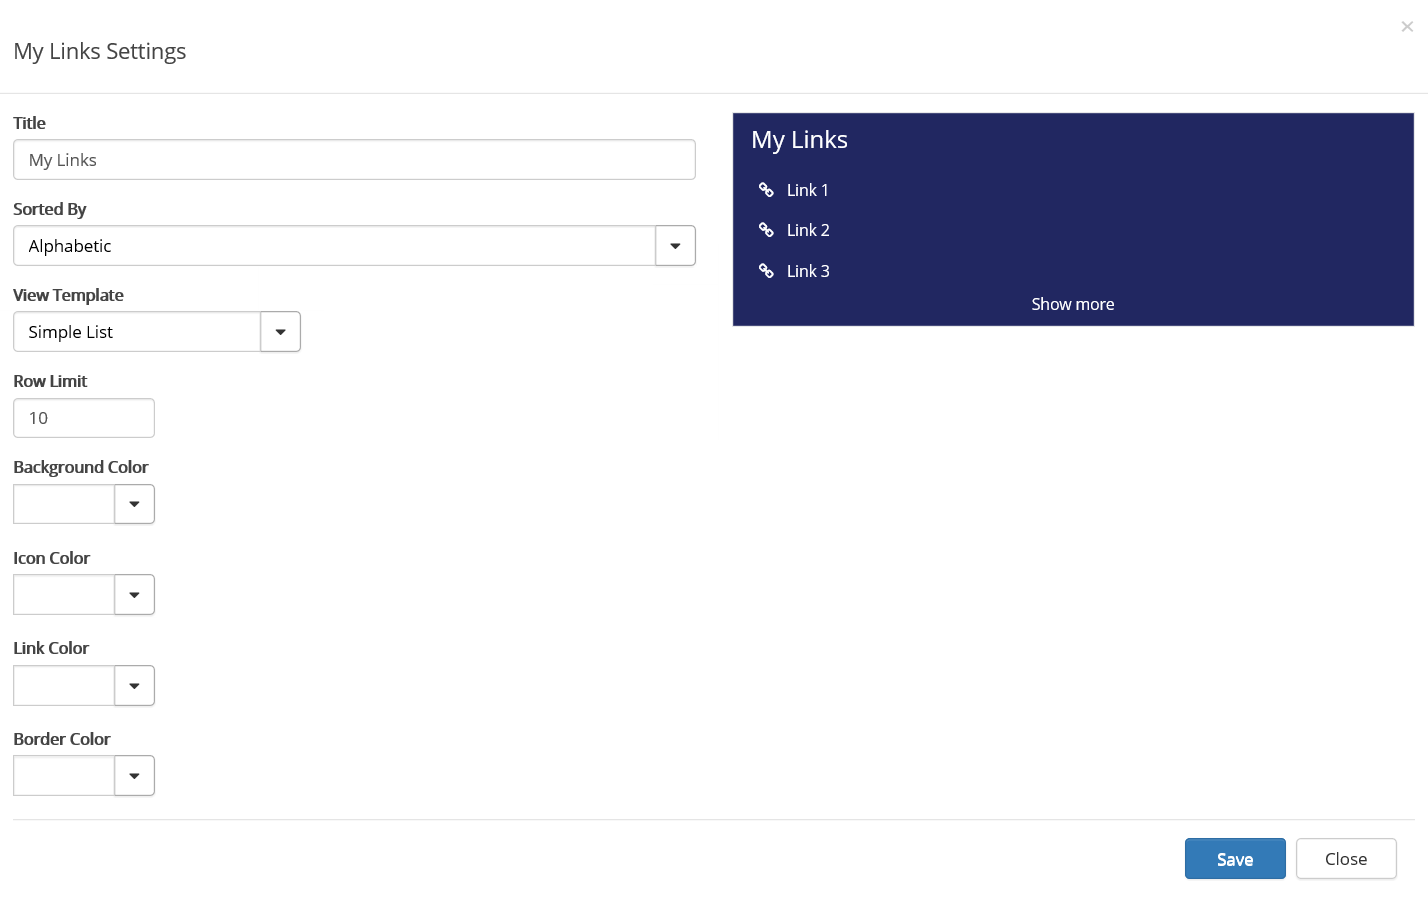 My Links Settings
×
Title
My Links
Sorted By
Alphabetic
View Template
Simple List
Row Limit
10
Background Color
Icon Color
Link Color
Border Color
My Links
Link 1
Link 2
Link 3
Show more
Save
Close